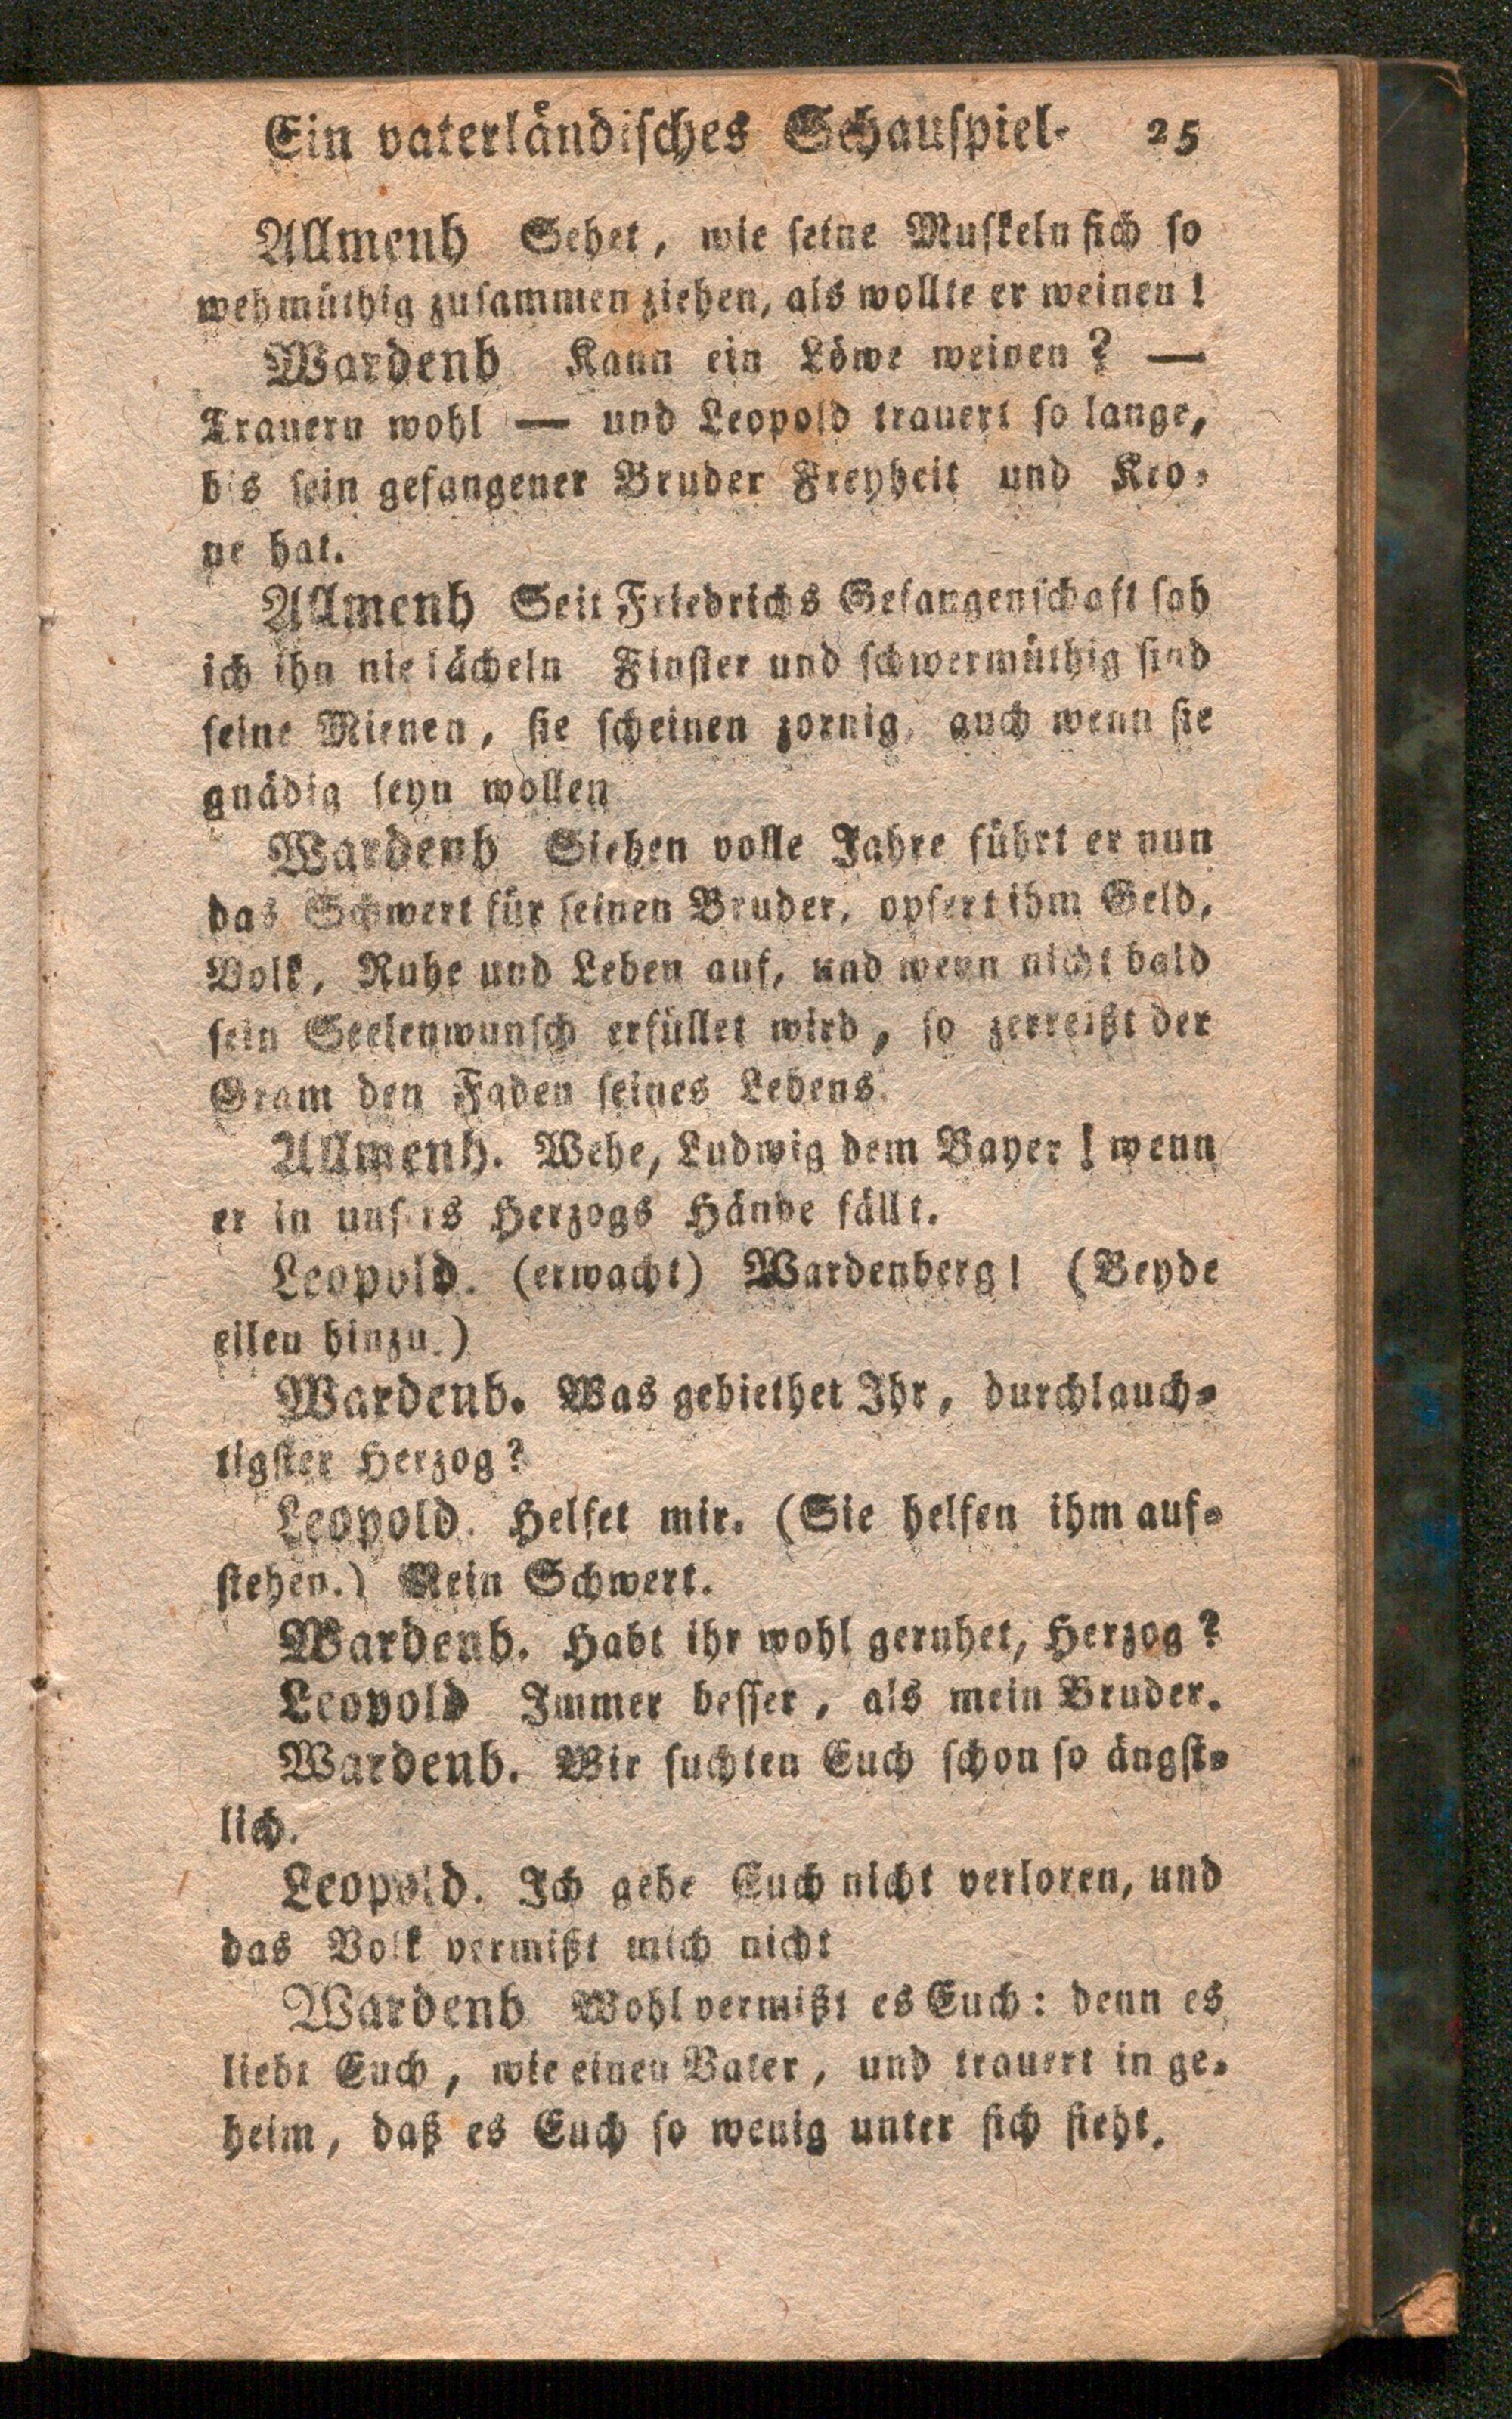 Ein vaterländisches Schauspiel. 25
Allmenh Sehet, wie seine Muskeln sich so
wehmüthig zusammen ziehen, als wollte er weinen!
Wardenb Kann ein Löwe weinen? —
Trauern wohl — und Leopold trauert so lange,
bis sein gefangener Bruder Freyheit und Kro-
ne hat.
Allmenh Seit Friedrichs Gefangenschaft sah
ich ihn nie lächeln Finster und schwermüthig sind
seine Mienen, sie scheinen zornig, auch wenn sie
gnädig seyn wollen
Wardenb Sieben volle Jahre führt er nun
das Schwert für seinen Bruder, opfert ihm Geld,
Volk, Ruhe und Leben auf, und wenn nicht bald
sein Seelenwunsch erfüllet wird, so zerreißt der
Gram den Faden seines Lebens.
Allmenh. Wehe, Ludwig dem Bayer! wenn
er in unsers Herzogs Hände fällt.
Leopold. (erwacht) Wardenberg! (Beyde
eilen hinzu.)
Wardenb. Was gebiethet Ihr, durchlauch-
tigster Herzog?
Leopold. Helfet mir. (Sie helfen ihm auf-
stehen.) Mein Schwert.
Wardenb. Habt ihr wohl geruhet, Herzog?
Leopold Immer besser, als mein Bruder.
Wardenb. Wir suchten Euch schon so ängst-
lich.
Leopold. Ich gehe Euch nicht verloren, und
das Volk vermißt mich nicht
Wardenb Wohl vermißt es Euch: denn es
liebt Euch, wie einen Vater, und trauert in ge-
heim, daß es Euch so wenig unter sich sieht.